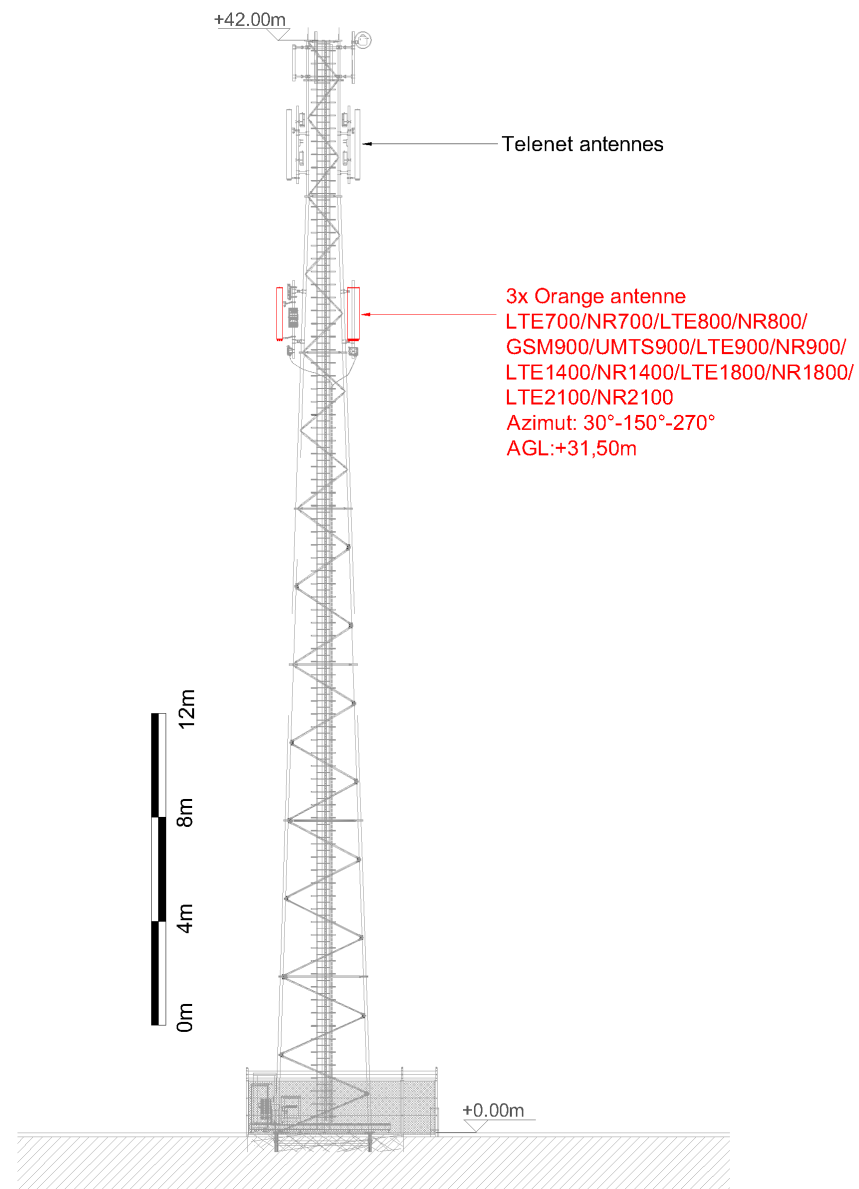 +42.00m
Telenet antennes
3x Orange antenne
LTE700/NR700/LTE800/NR800/
GSM900/UMTS900/LTE900/NR900/
LTE1400/NR1400/LTE1800/NR1800/
LTE2100/NR2100
Azimut: 30°-150°-270°
AGL:+31,50m
12m
8m
4m
0m
+0.00m